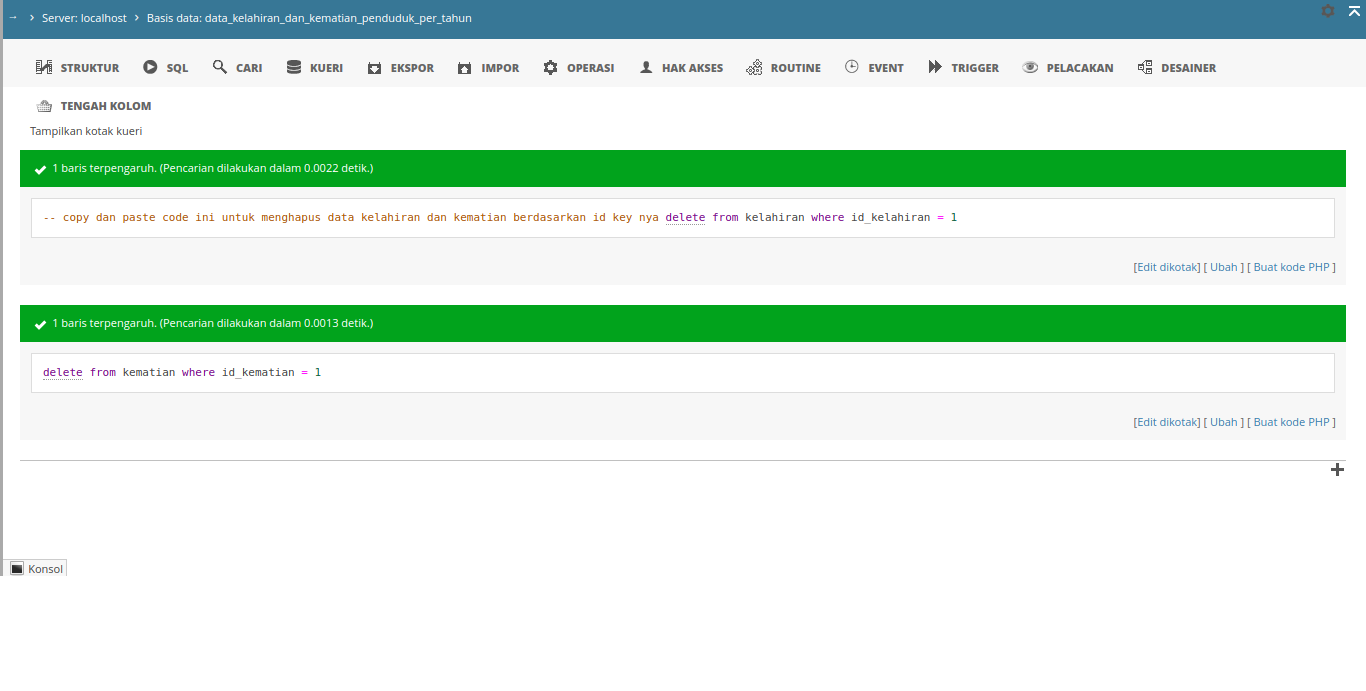 → › Server: localhost › Basis data: data_kelahiran_dan_kematian_penduduk_per_tahun
STRUKTUR SQL CARI KUERI EKSPOR IMPOR OPERASI HAK AKSES ROUTINE EVENT TRIGGER PELACAKAN DESAINER
TENGAH KOLOM
Tampilkan kotak kueri
1 baris terpengaruh. (Pencarian dilakukan dalam 0.0022 detik.)
-- copy dan paste code ini untuk menghapus data kelahiran dan kematian berdasarkan id key nya delete from kelahiran where id_kelahiran = 1
[Edit dikotak] [ Ubah ] [ Buat kode PHP ]
1 baris terpengaruh. (Pencarian dilakukan dalam 0.0013 detik.)
delete from kematian where id_kematian = 1
[Edit dikotak] [ Ubah ] [ Buat kode PHP ]
Konsol